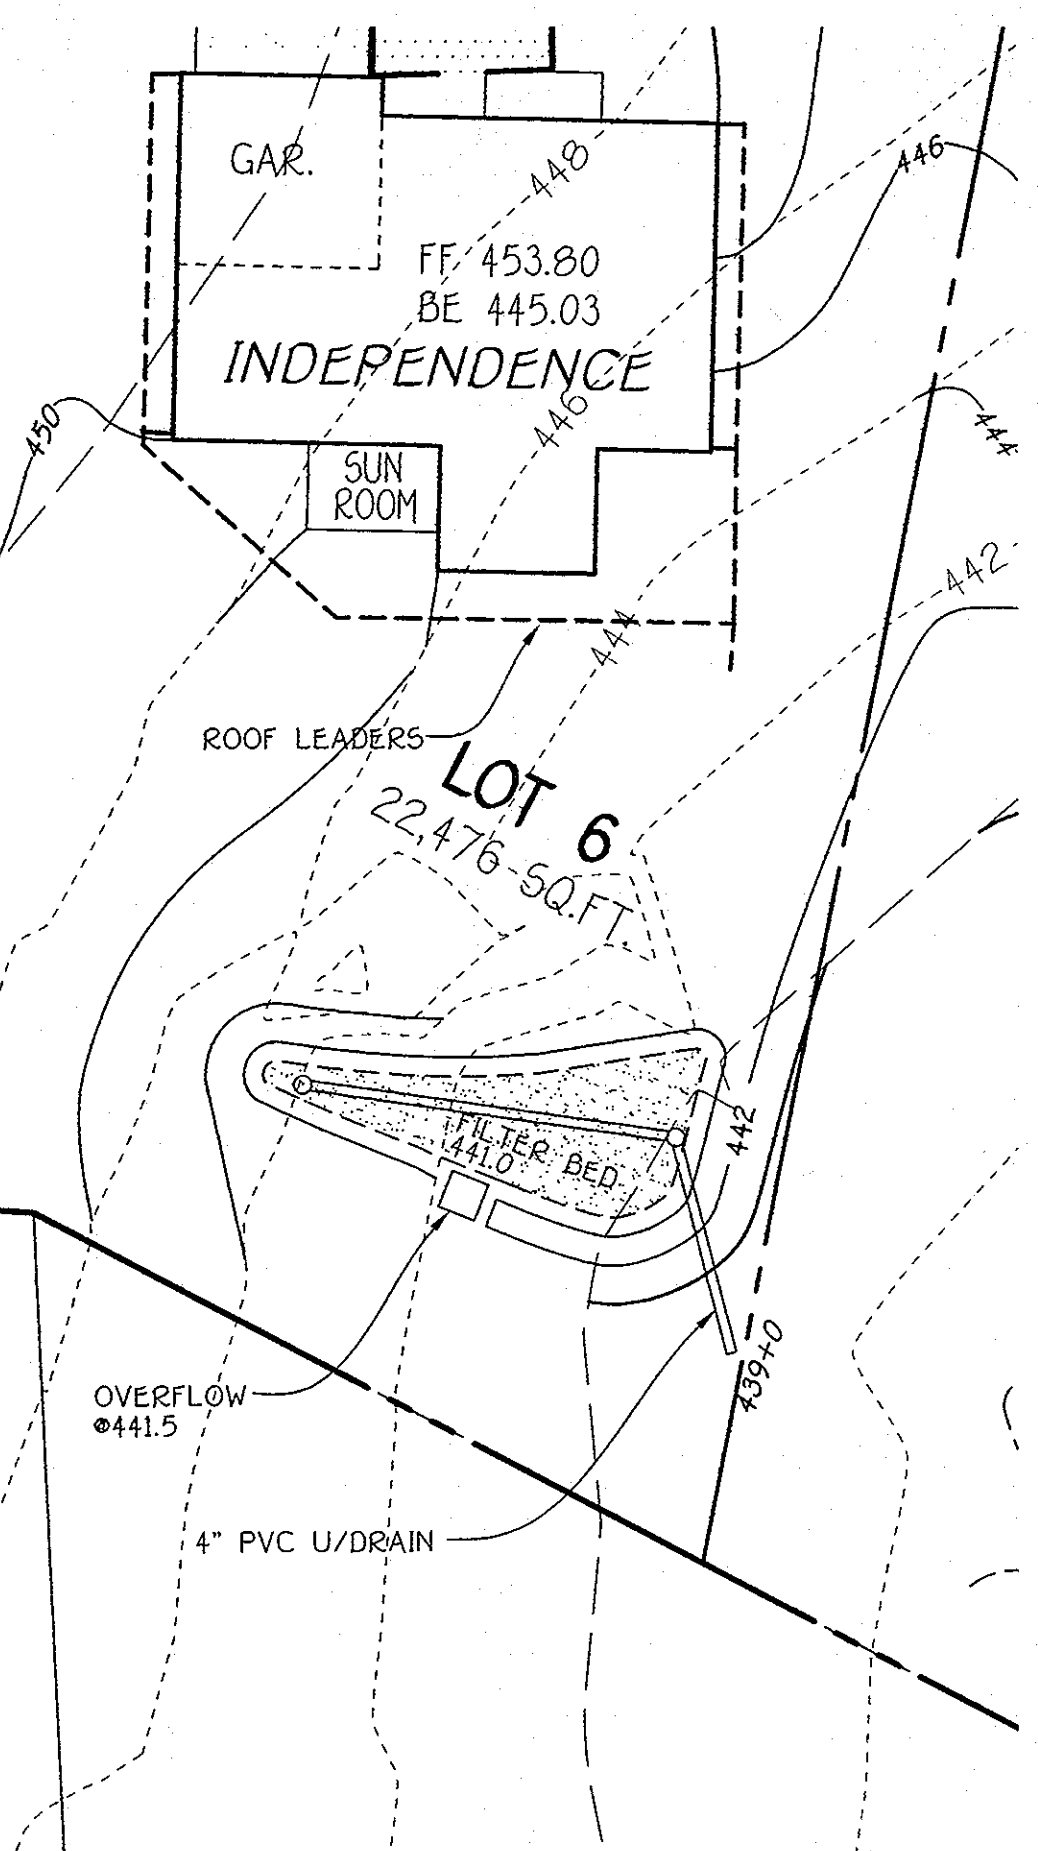 GAR.
448
446
FF 453.80
BE 445.03
INDEPENDENCE
446
450
444
SUN
ROOM
442
444
ROOF LEADERS
LOT 6
22,476 SQ.FT.
FILTER BED
441.0
442
439+0
OVERFLOW
@441.5
4" PVC U/DRAIN